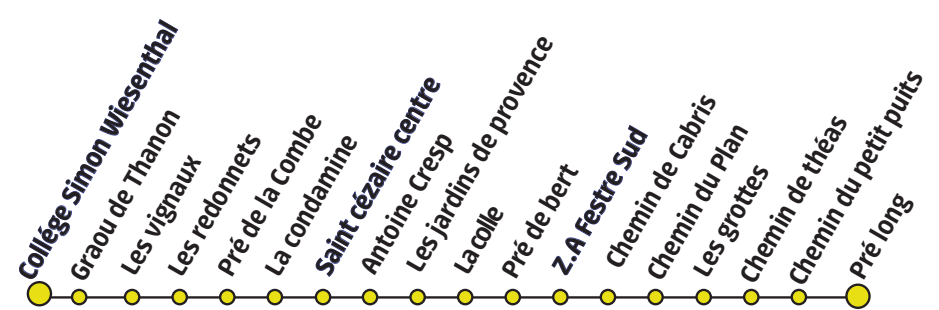 Collége Simon Wiesenthal
Graou de Thanon
Les vignaux
Les redonnets
Pré de la Combe
La condamine
Saint cézaire centre
Antoine Cresp
Les jardins de provence
La colle
Pré de bert
Z.A Festre Sud
Chemin de Cabris
Chemin du Plan
Les grottes
Chemin de théas
Chemin du petit puits
Pré long